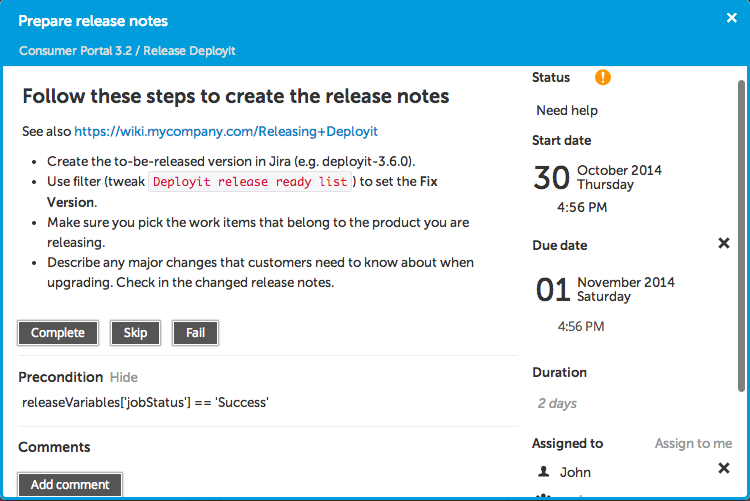 Prepare release notes
Consumer Portal 3.2 / Release DeployIt
Follow these steps to create the release notes
See also https://wiki.mycompany.com/Releasing+Deployit
• Create the to-be-released version in Jira (e.g. deployit-3.6.0).
• Use filter (tweak Deployit release ready list) to set the Fix
Version.
• Make sure you pick the work items that belong to the product you are
releasing.
• Describe any major changes that customers need to know about when
upgrading. Check in the changed release notes.
Complete Skip Fail
Precondition Hide
releaseVariables['jobStatus'] == 'Success'
Comments
Add comment
Status
Need help
Start date
30 October 2014
Thursday
4:56 PM
Due date
01 November 2014
Saturday
4:56 PM
Duration
2 days
Assigned to Assign to me
John